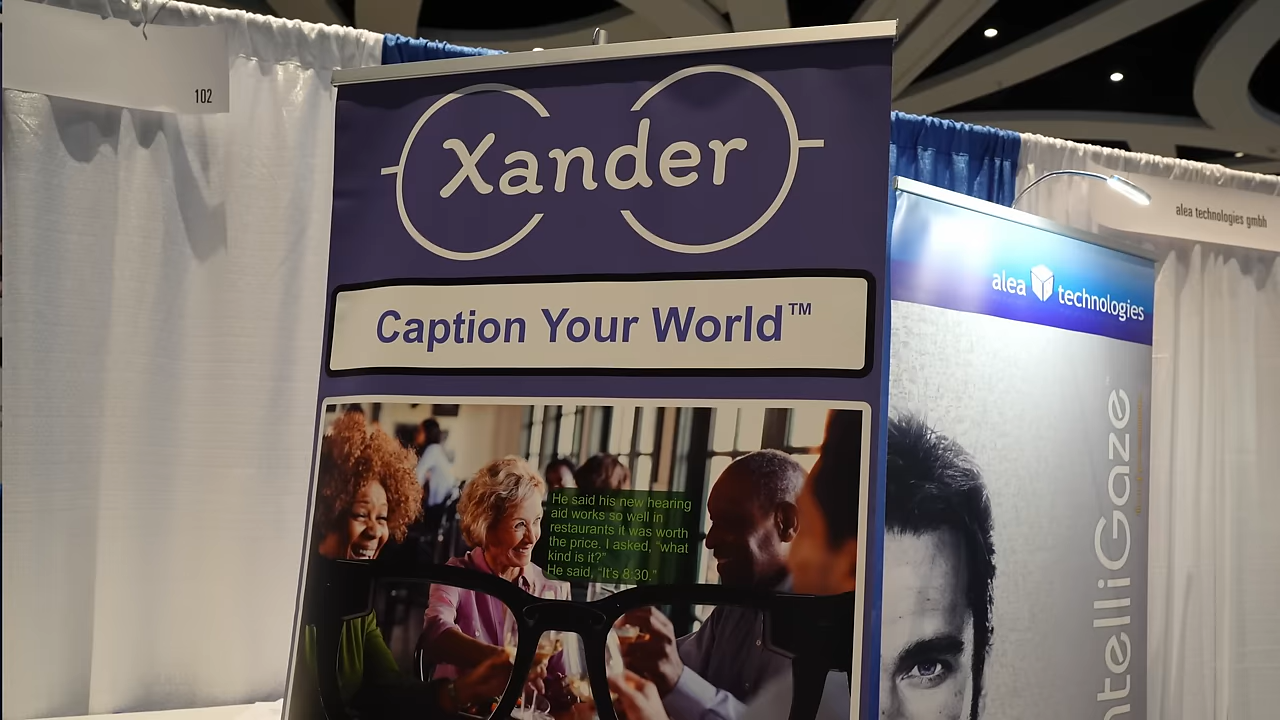 102
Xander
Caption Your World™
He said his new hearing
aid works so well in
restaurants it was worth
the price. I asked, “what
kind is it?”
He said, “It’s 8:30.”
alea technologies gmbh
alea technologies
ntelliGaze